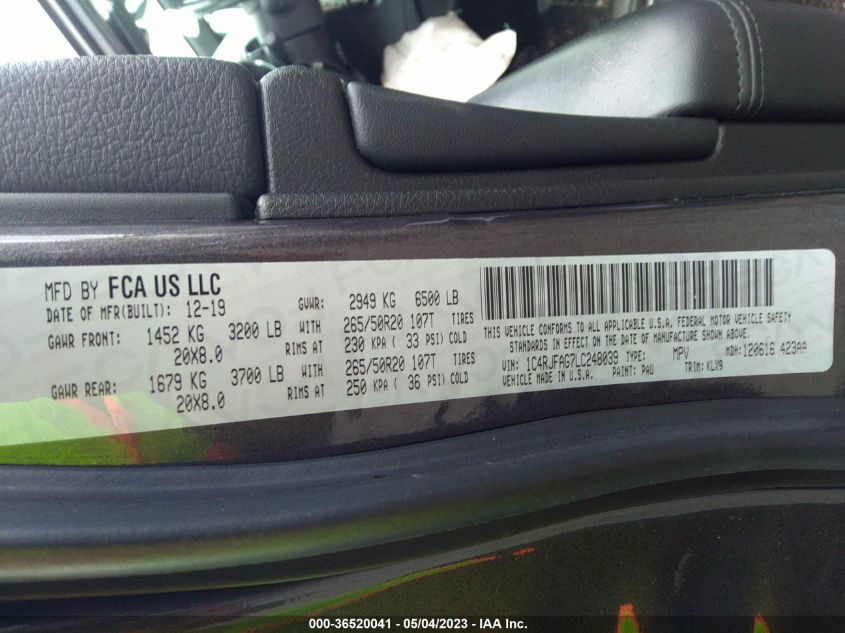 MFD BY FCA US LLC
DATE OF MFR(BUILT): 12-19
GVWR: 2949 KG 6500 LB
GAWR FRONT: 1452 KG 3200 LB WITH 265/50R20 107T TIRES
20X8.0 RIMS AT 230 KPA ( 33 PSI) COLD
GAWR REAR: 1679 KG 3700 LB WITH 265/50R20 107T TIRES
20X8.0 RIMS AT 250 KPA ( 36 PSI) COLD
THIS VEHICLE CONFORMS TO ALL APPLICABLE U.S.A. FEDERAL MOTOR VEHICLE SAFETY
STANDARDS IN EFFECT ON THE DATE OF MANUFACTURE SHOWN ABOVE.
VIN: 1C4RJFAG7LC248039 TYPE: MPV MDH: 120616 423AA
VEHICLE MADE IN U.S.A. PAINT: PAU TRIM: KLX9
000-36520041 - 05/04/2023 - IAA Inc.